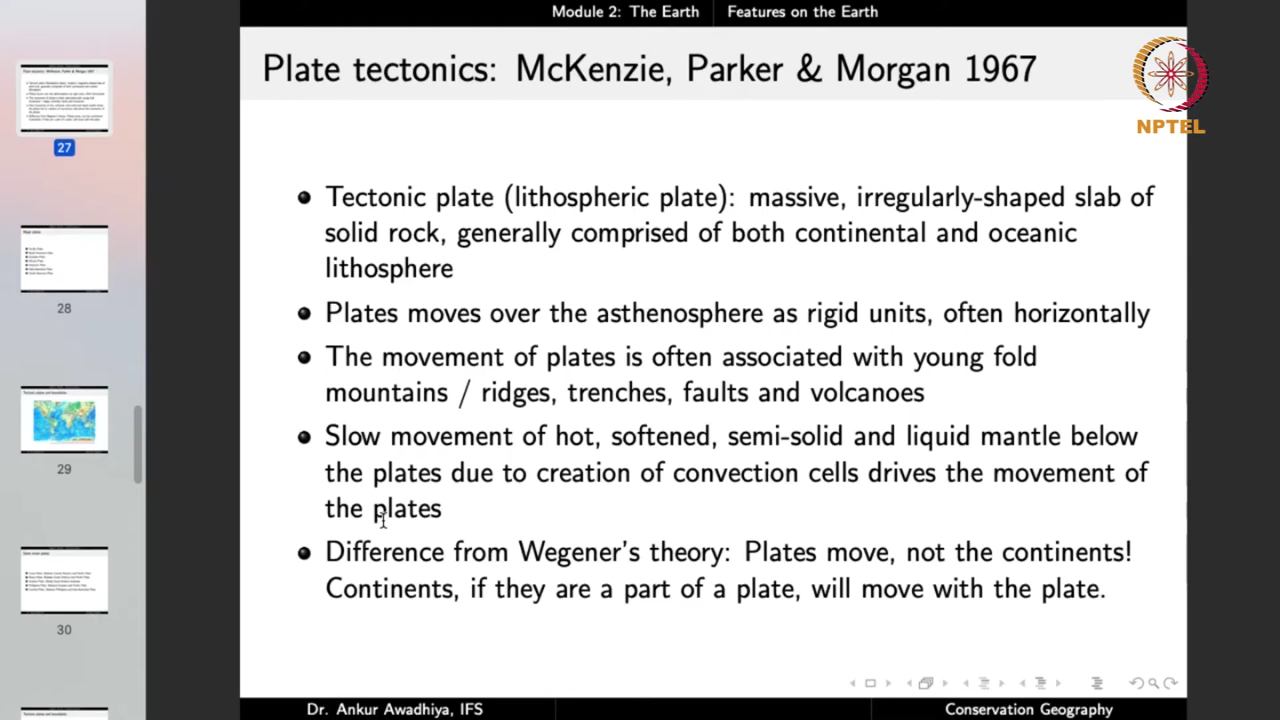 Module 2: The Earth
Features on the Earth
Plate tectonics: McKenzie, Parker & Morgan 1967
NPTEL
Tectonic plate (lithospheric plate): massive, irregularly-shaped slab of
solid rock, generally comprised of both continental and oceanic
lithosphere
Plates moves over the asthenosphere as rigid units, often horizontally
The movement of plates is often associated with young fold
mountains / ridges, trenches, faults and volcanoes
Slow movement of hot, softened, semi-solid and liquid mantle below
the plates due to creation of convection cells drives the movement of
the plates
Difference from Wegener's theory: Plates move, not the continents!
Continents, if they are a part of a plate, will move with the plate.
Dr. Ankur Awadhiya, IFS
Conservation Geography
27
28
29
30